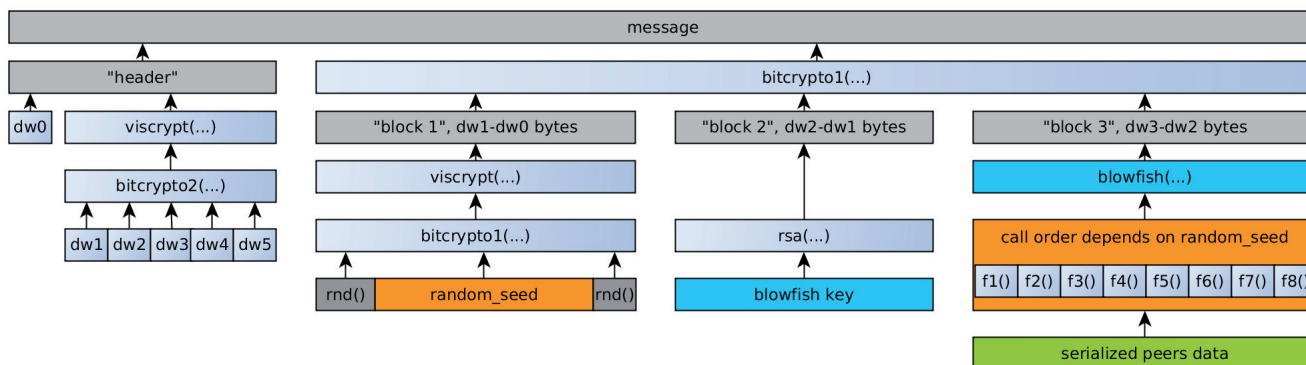 message
"header"
bitcrypto1(...)
dw0
viscrypt(...)
"block 1", dw1-dw0 bytes
"block 2", dw2-dw1 bytes
"block 3", dw3-dw2 bytes
viscrypt(...)
blowfish(...)
bitcrypto2(...)
bitcrypto1(...)
rsa(...)
call order depends on random_seed
dw1 dw2 dw3 dw4 dw5
f1() f2() f3() f4() f5() f6() f7() f8()
rnd() random_seed rnd()
blowfish key
serialized peers data